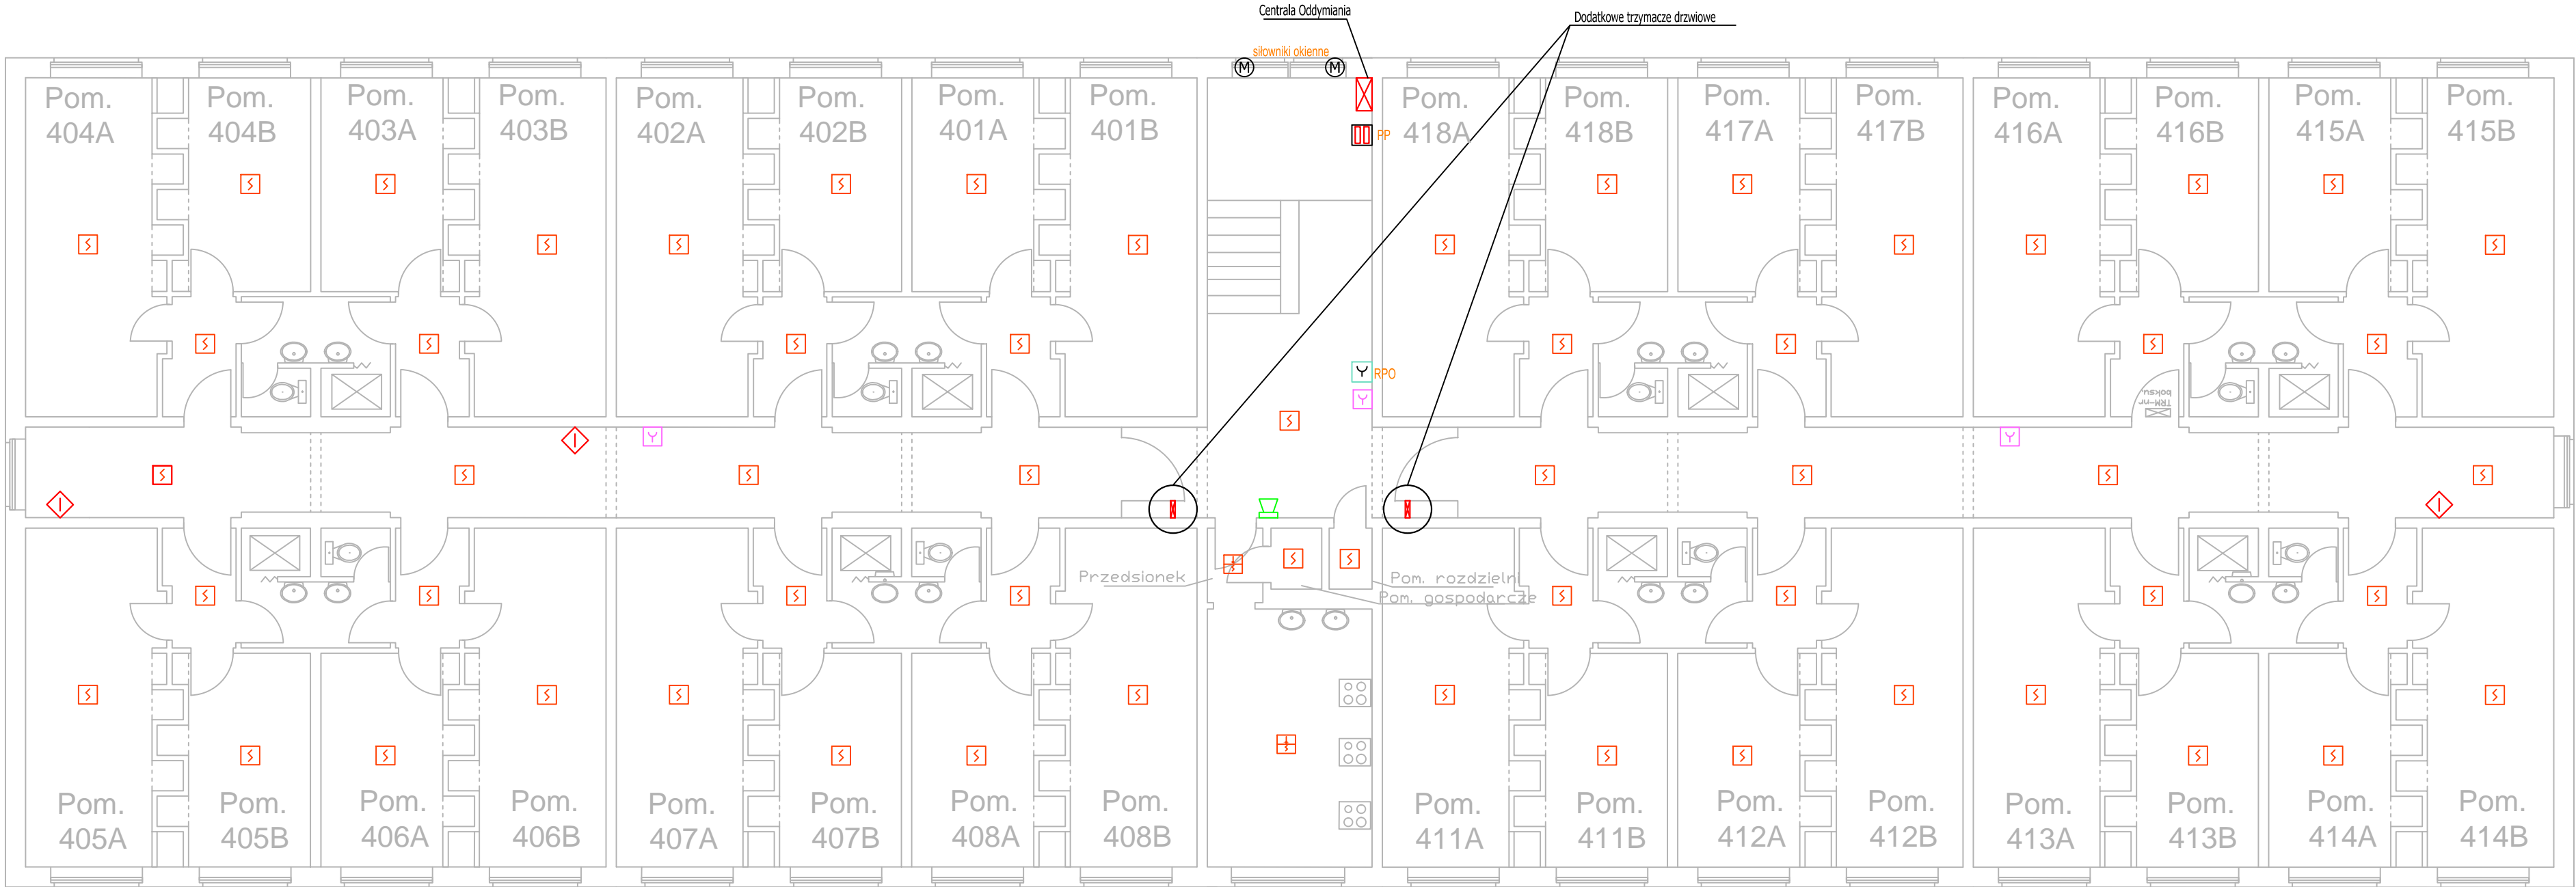 Centrala Oddymiania
Dodatkowe trzymacze drzwiowe
siłowniki okienne
M
M
Pom.
404A
Pom.
404B
Pom.
403A
Pom.
403B
Pom.
402A
Pom.
402B
Pom.
401A
Pom.
401B
PP
Pom.
418A
Pom.
418B
Pom.
417A
Pom.
417B
Pom.
416A
Pom.
416B
Pom.
415A
Pom.
415B
RPO
TRM-nr
boksu.
Przedsionek
Pom. rozdzielni
Pom. gospodarcze
Pom.
405A
Pom.
405B
Pom.
406A
Pom.
406B
Pom.
407A
Pom.
407B
Pom.
408A
Pom.
408B
Pom.
411A
Pom.
411B
Pom.
412A
Pom.
412B
Pom.
413A
Pom.
413B
Pom.
414A
Pom.
414B